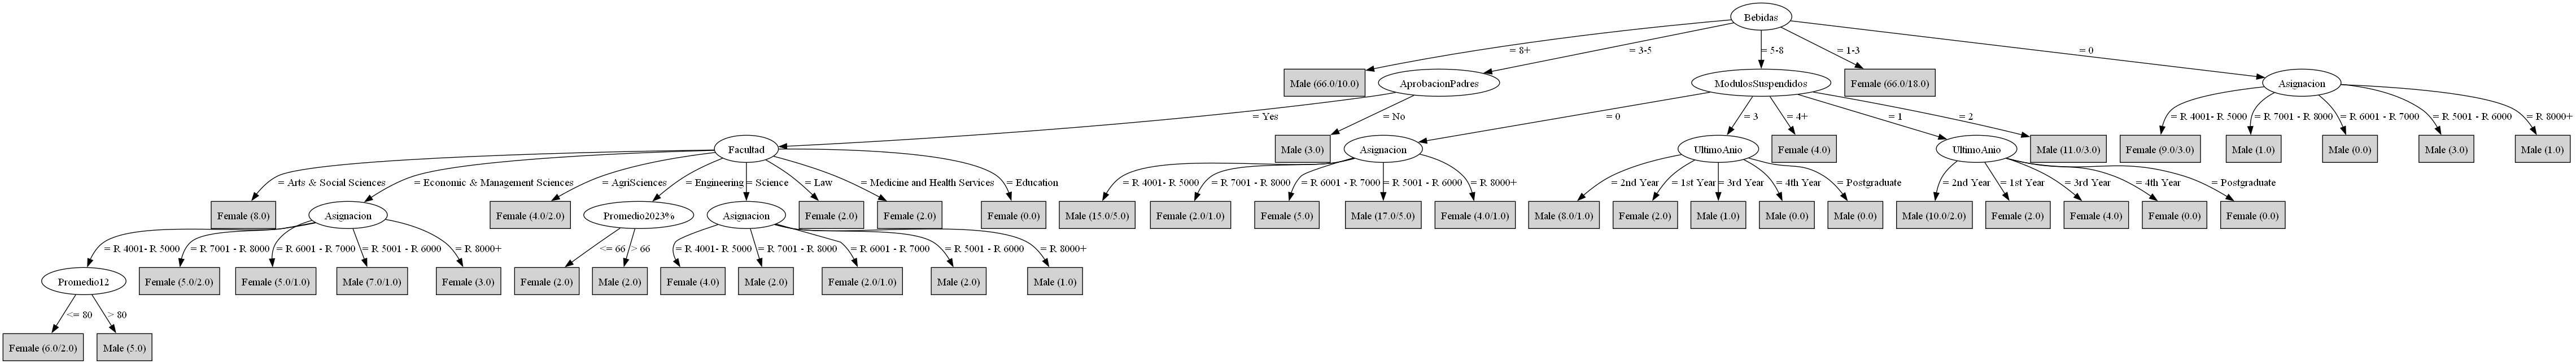 Bebidas
= 8+
= 3-5
= 5-8
= 1-3
= 0
Male (66.0/10.0)
AprobacionPadres
ModulosSuspendidos
Female (66.0/18.0)
Asignacion
= Yes
= No
= 0
= 3
= 4+
= 1
= 2
= R 4001- R 5000
= R 7001 - R 8000
= R 6001 - R 7000
= R 5001 - R 6000
= R 8000+
Facultad
Male (3.0)
Asignacion
UltimoAnio
Female (4.0)
UltimoAnio
Male (11.0/3.0)
Female (9.0/3.0)
Male (1.0)
Male (0.0)
Male (3.0)
Male (1.0)
= Arts & Social Sciences
= Economic & Management Sciences
= AgriSciences
= Engineering
= Science
= Law
= Medicine and Health Services
= Education
= R 4001- R 5000
= R 7001 - R 8000
= R 6001 - R 7000
= R 5001 - R 6000
= R 8000+
= 2nd Year
= 1st Year
= 3rd Year
= 4th Year
= Postgraduate
= 2nd Year
= 1st Year
= 3rd Year
= 4th Year
= Postgraduate
Female (8.0)
Asignacion
Female (4.0/2.0)
Promedio2023%
Asignacion
Female (2.0)
Female (2.0)
Female (0.0)
Male (15.0/5.0)
Female (2.0/1.0)
Female (5.0)
Male (17.0/5.0)
Female (4.0/1.0)
Male (8.0/1.0)
Female (2.0)
Male (1.0)
Male (0.0)
Male (0.0)
Male (10.0/2.0)
Female (2.0)
Female (4.0)
Female (0.0)
Female (0.0)
= R 4001- R 5000
= R 7001 - R 8000
= R 6001 - R 7000
= R 5001 - R 6000
= R 8000+
<= 66
> 66
= R 4001- R 5000
= R 7001 - R 8000
= R 6001 - R 7000
= R 5001 - R 6000
= R 8000+
Promedio12
Female (5.0/2.0)
Female (5.0/1.0)
Male (7.0/1.0)
Female (3.0)
Female (2.0)
Male (2.0)
Female (4.0)
Male (2.0)
Female (2.0/1.0)
Male (2.0)
Male (1.0)
<= 80
> 80
Female (6.0/2.0)
Male (5.0)